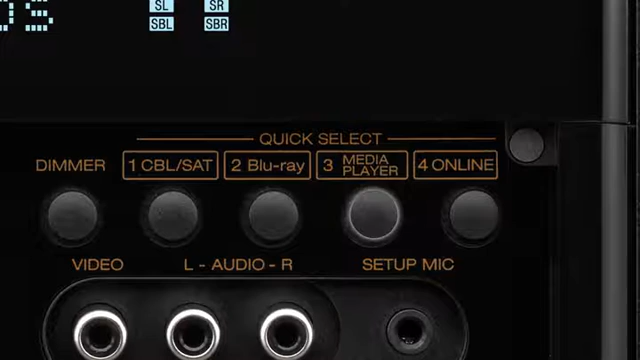 SL SR
SBL SBR
QUICK SELECT
DIMMER 1 CBL/SAT 2 Blu-ray 3 MEDIA PLAYER 4 ONLINE
VIDEO L - AUDIO - R SETUP MIC